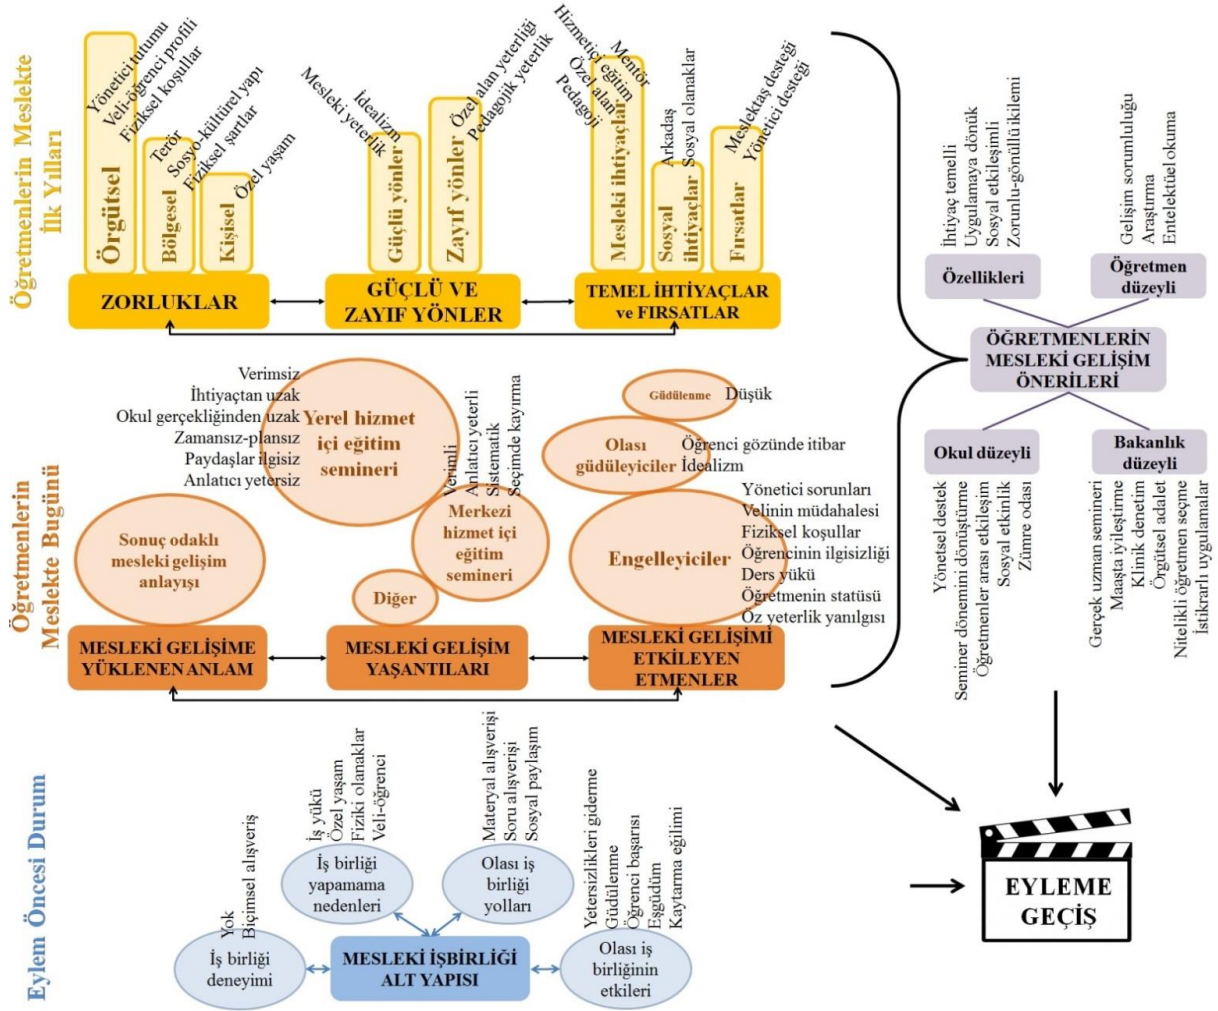 Öğretmenlerin Meslekte
İlk Yılları
Yönetici tutumu
Veli-öğrenci profili
Fiziksel koşullar
Örgütsel
Terör
Sosyo-kültürel yapı
Fiziksel şartlar
Bölgesel
Özel yaşam
Kişisel
ZORLUKLAR
İdealizm
Mesleki yeterlik
Güçlü yönler
Özel alan yeterliği
Pedagojik yeterlik
Zayıf yönler
GÜÇLÜ VE
ZAYIF YÖNLER
Mentör
Hizmetiçi eğitim
Özel alan
Pedagoji
Mesleki ihtiyaçlar
Arkadaş
Sosyal olanaklar
Sosyal
ihtiyaçlar
Meslektaş desteği
Yönetici desteği
Fırsatlar
TEMEL İHTİYAÇLAR
ve FIRSATLAR
Öğretmenlerin
Meslekte Bugünü
Sonuç odaklı
mesleki gelişim
anlayışı
MESLEKİ GELİŞİME
YÜKLENEN ANLAM
Verimsiz
İhtiyaçtan uzak
Okul gerçekliğinden uzak
Zamansız-plansız
Paydaşlar ilgisiz
Anlatıcı yetersiz
Yerel hizmet
içi eğitim
semineri
Verimli
Anlatıcı yeterli
Sistematik
Seçimde kayırma
Merkezi
hizmet içi
eğitim
semineri
Diğer
MESLEKİ GELİŞİM
YAŞANTILARI
Güdülenme
Düşük
Olası
güdüleyiciler
Öğrenci gözünde itibar
İdealizm
Engelleyiciler
Yönetici sorunları
Velinin müdahalesi
Fiziksel koşullar
Öğrencinin ilgisizliği
Ders yükü
Öğretmenin statüsü
Öz yeterlik yanılgısı
MESLEKİ GELİŞİMİ
ETKİLEYEN
ETMENLER
Eylem Öncesi Durum
Yok
Biçimsel alışveriş
İş birliği
deneyimi
İş yükü
Özel yaşam
Fiziki olanaklar
Veli-öğrenci
İş birliği
yapamama
nedenleri
Materyal alışverişi
Soru alışverişi
Sosyal paylaşım
Olası iş
birliği
yolları
Yetersizlikleri giderme
Güdülenme
Öğrenci başarısı
Eşgüdüm
Kaytarma eğilimi
Olası iş
birliğinin
etkileri
MESLEKİ İŞBİRLİĞİ
ALT YAPISI
İhtiyaç temelli
Uygulamaya dönük
Sosyal etkileşimli
Zorunlu-gönüllü ikilemi
Özellikleri
Gelişim sorumluluğu
Araştırma
Entelektüel okuma
Öğretmen
düzeyli
ÖĞRETMENLERİN
MESLEKİ GELİŞİM
ÖNERİLERİ
Okul düzeyli
Yönetsel destek
Seminer dönemini dönüştürme
Öğretmenler arası etkileşim
Sosyal etkinlik
Zümre odası
Bakanlık
düzeyli
Gerçek uzman semineri
Maaşta iyileştirme
Klinik denetim
Örgütsel adalet
Nitelikli öğretmen seçme
İstikrarlı uygulamalar
EYLEME
GEÇİŞ